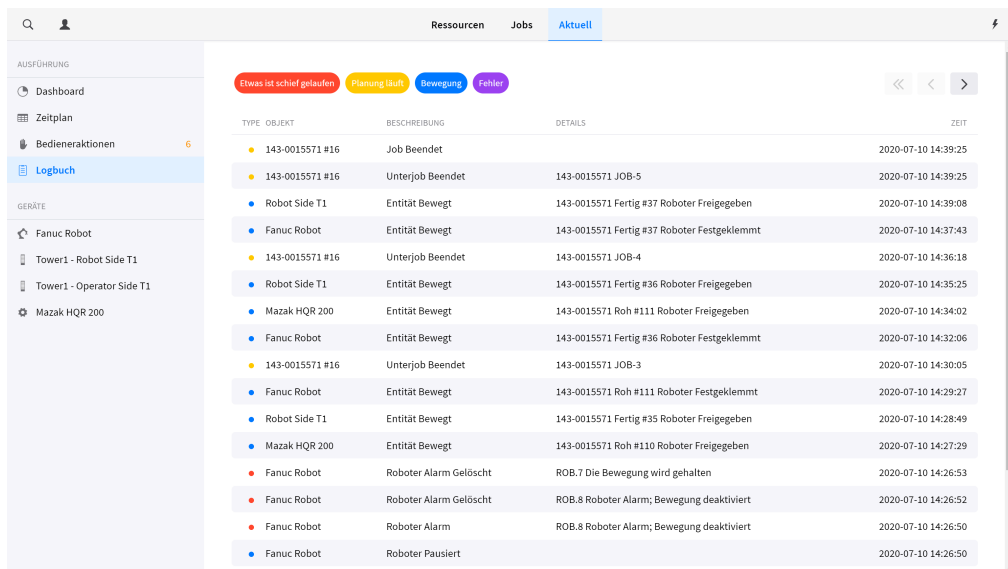 Ressourcen Jobs Aktuell
AUSFÜHRUNG
Dashboard
Zeitplan
Bedieneraktionen 6
Logbuch
GERÄTE
Fanuc Robot
Tower1 - Robot Side T1
Tower1 - Operator Side T1
Mazak HQR 200
Etwas ist schief gelaufen Planung läuft Bewegung Fehler
TYPE OBJEKT BESCHREIBUNG DETAILS ZEIT
143-0015571 #16 Job Beendet 2020-07-10 14:39:25
143-0015571 #16 Unterjob Beendet 143-0015571 JOB-5 2020-07-10 14:39:25
Robot Side T1 Entität Bewegt 143-0015571 Fertig #37 Roboter Freigegeben 2020-07-10 14:39:08
Fanuc Robot Entität Bewegt 143-0015571 Fertig #37 Roboter Festgeklemmt 2020-07-10 14:37:43
143-0015571 #16 Unterjob Beendet 143-0015571 JOB-4 2020-07-10 14:36:18
Robot Side T1 Entität Bewegt 143-0015571 Fertig #36 Roboter Freigegeben 2020-07-10 14:35:25
Mazak HQR 200 Entität Bewegt 143-0015571 Roh #111 Roboter Freigegeben 2020-07-10 14:34:02
Fanuc Robot Entität Bewegt 143-0015571 Fertig #36 Roboter Festgeklemmt 2020-07-10 14:32:06
143-0015571 #16 Unterjob Beendet 143-0015571 JOB-3 2020-07-10 14:30:05
Fanuc Robot Entität Bewegt 143-0015571 Roh #111 Roboter Festgeklemmt 2020-07-10 14:29:27
Robot Side T1 Entität Bewegt 143-0015571 Fertig #35 Roboter Freigegeben 2020-07-10 14:28:49
Mazak HQR 200 Entität Bewegt 143-0015571 Roh #110 Roboter Freigegeben 2020-07-10 14:27:29
Fanuc Robot Roboter Alarm Gelöscht ROB.7 Die Bewegung wird gehalten 2020-07-10 14:26:53
Fanuc Robot Roboter Alarm Gelöscht ROB.8 Roboter Alarm; Bewegung deaktiviert 2020-07-10 14:26:52
Fanuc Robot Roboter Alarm ROB.8 Roboter Alarm; Bewegung deaktiviert 2020-07-10 14:26:50
Fanuc Robot Roboter Pausiert 2020-07-10 14:26:50